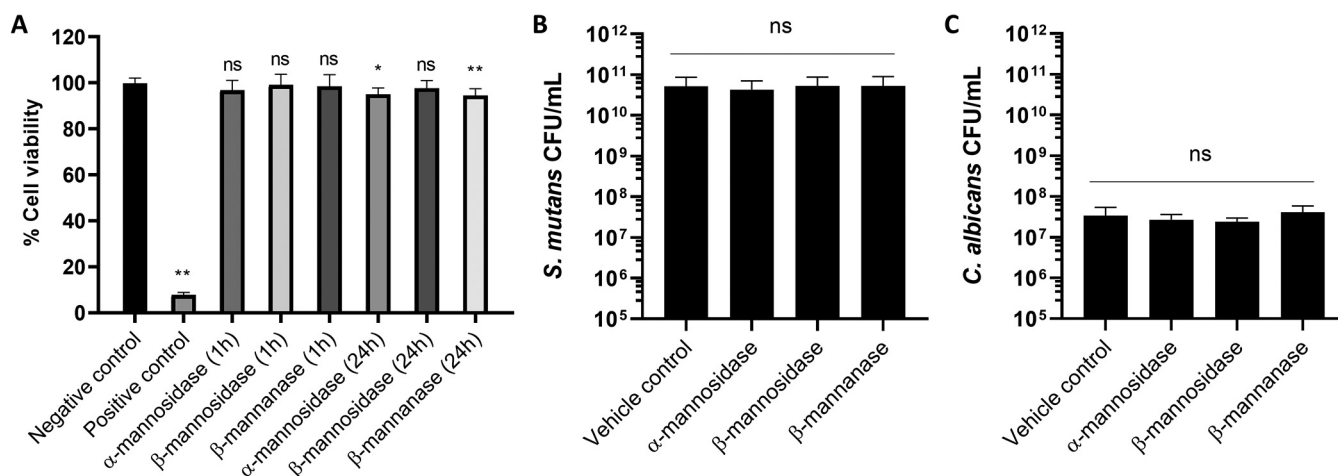 A
% Cell viability
120
100
80
60
40
20
0
**
ns
ns
ns
*
ns
**
Negative control
Positive control
α-mannosidase (1h)
β-mannosidase (1h)
β-mannanase (1h)
α-mannosidase (24h)
β-mannosidase (24h)
β-mannanase (24h)
B
S. mutans CFU/mL
10¹²
10¹¹
10¹⁰
10⁹
10⁸
10⁷
10⁶
10⁵
ns
Vehicle control
α-mannosidase
β-mannosidase
β-mannanase
C
C. albicans CFU/mL
10¹²
10¹¹
10¹⁰
10⁹
10⁸
10⁷
10⁶
10⁵
ns
Vehicle control
α-mannosidase
β-mannosidase
β-mannanase